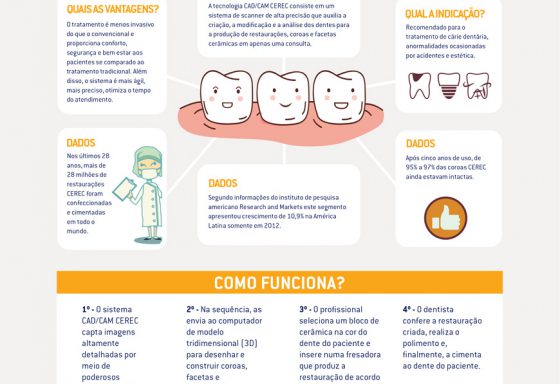 QUAIS AS VANTAGENS?
O tratamento é menos invasivo
do que o convencional e
proporciona conforto,
segurança e bem estar aos
pacientes se comparado ao
tratamento tradicional. Além
disso, o sistema é mais ágil,
mais preciso, otimiza o tempo
do atendimento.
A tecnologia CAD/CAM CEREC consiste em um
sistema de scanner de alta precisão que auxilia a
criação, a modificação e a análise dos dentes para
a produção de restaurações, coroas e facetas
cerâmicas em apenas uma consulta.
QUAL A INDICAÇÃO?
Recomendado para o
tratamento de cárie dentária,
anormalidades ocasionadas
por acidentes e estética.
DADOS
Nos últimos 28
anos, mais de
28 milhões de
restaurações
CEREC foram
confeccionadas
e cimentadas
em todo o
mundo.
DADOS
Segundo informações do instituto de pesquisa
americano Research and Markets este segmento
apresentou crescimento de 10,9% na América
Latina somente em 2012.
DADOS
Após cinco anos de uso, de
95% a 97% das coroas CEREC
ainda estavam intactas.
COMO FUNCIONA?
1º - O sistema
CAD/CAM CEREC
capta imagens
altamente
detalhadas por
meio de
poderosos
2º - Na sequência, as
envia ao computador
de modelo
tridimensional (3D)
para desenhar e
construir coroas,
facetas e
3º - O profissional
seleciona um bloco de
cerâmica na cor do
dente do paciente e
insere numa fresadora
que produz a
restauração de acordo
4º - O dentista
confere a restauração
criada, realiza o
polimento e,
finalmente, a cimenta
ao dente do paciente.